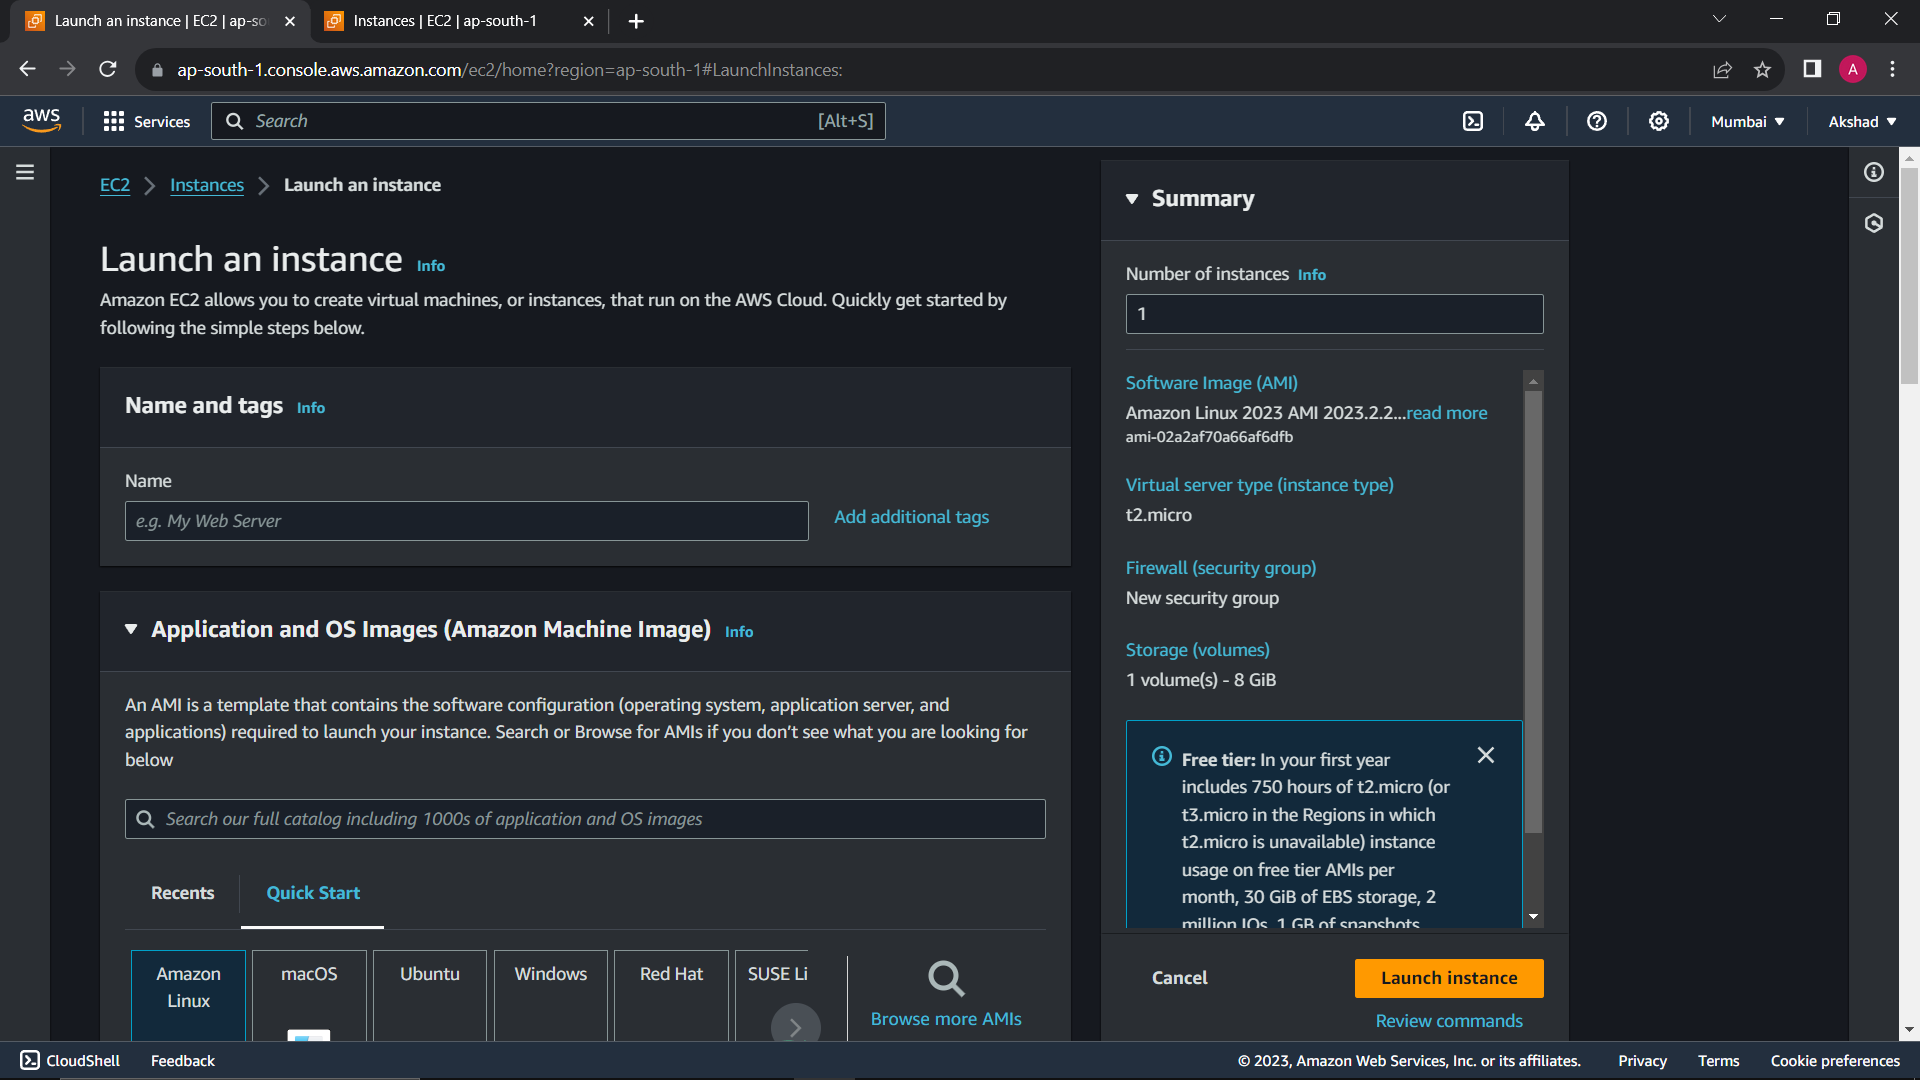 Launch an instance | EC2 | ap-so
Instances | EC2 | ap-south-1
ap-south-1.console.aws.amazon.com/ec2/home?region=ap-south-1#LaunchInstances:
A
aws
Services
Search
[Alt+S]
Mumbai
Akshad
EC2
Instances
Launch an instance
Launch an instance Info
Amazon EC2 allows you to create virtual machines, or instances, that run on the AWS Cloud. Quickly get started by
following the simple steps below.
Name and tags Info
Name
e.g. My Web Server
Add additional tags
Application and OS Images (Amazon Machine Image) Info
An AMI is a template that contains the software configuration (operating system, application server, and
applications) required to launch your instance. Search or Browse for AMIs if you don’t see what you are looking for
below
Search our full catalog including 1000s of application and OS images
Recents
Quick Start
Amazon
Linux
macOS
Ubuntu
Windows
Red Hat
SUSE Li
Browse more AMIs
Summary
Number of instances Info
1
Software Image (AMI)
Amazon Linux 2023 AMI 2023.2.2...read more
ami-02a2af70a66af6dfb
Virtual server type (instance type)
t2.micro
Firewall (security group)
New security group
Storage (volumes)
1 volume(s) - 8 GiB
Free tier: In your first year
includes 750 hours of t2.micro (or
t3.micro in the Regions in which
t2.micro is unavailable) instance
usage on free tier AMIs per
month, 30 GiB of EBS storage, 2
million IOs, 1 GB of snapshots,
Cancel
Launch instance
Review commands
CloudShell
Feedback
© 2023, Amazon Web Services, Inc. or its affiliates.
Privacy
Terms
Cookie preferences